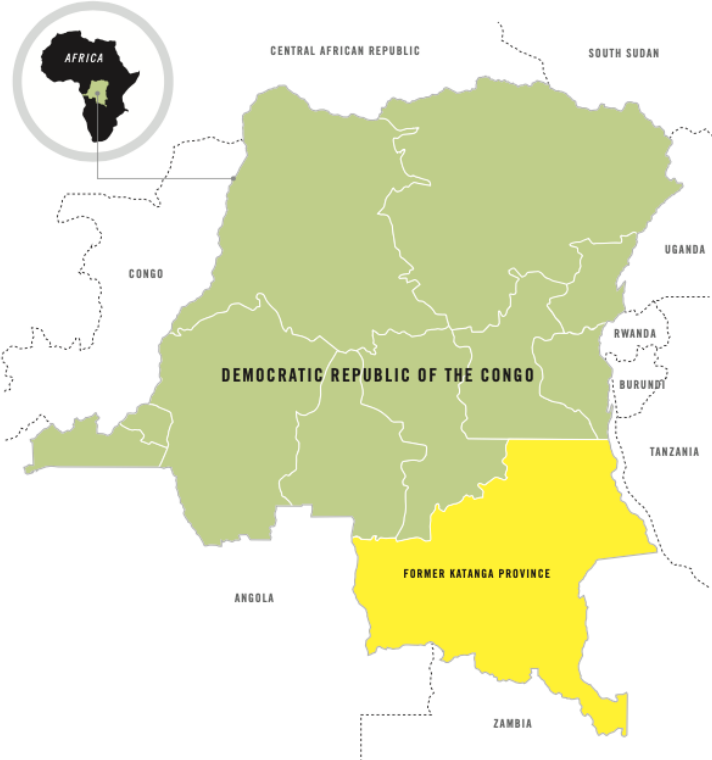 CENTRAL AFRICAN REPUBLIC
SOUTH SUDAN
AFRICA
UGANDA
CONGO
RWANDA
DEMOCRATIC REPUBLIC OF THE CONGO
BURUNDI
TANZANIA
FORMER KATANGA PROVINCE
ANGOLA
ZAMBIA